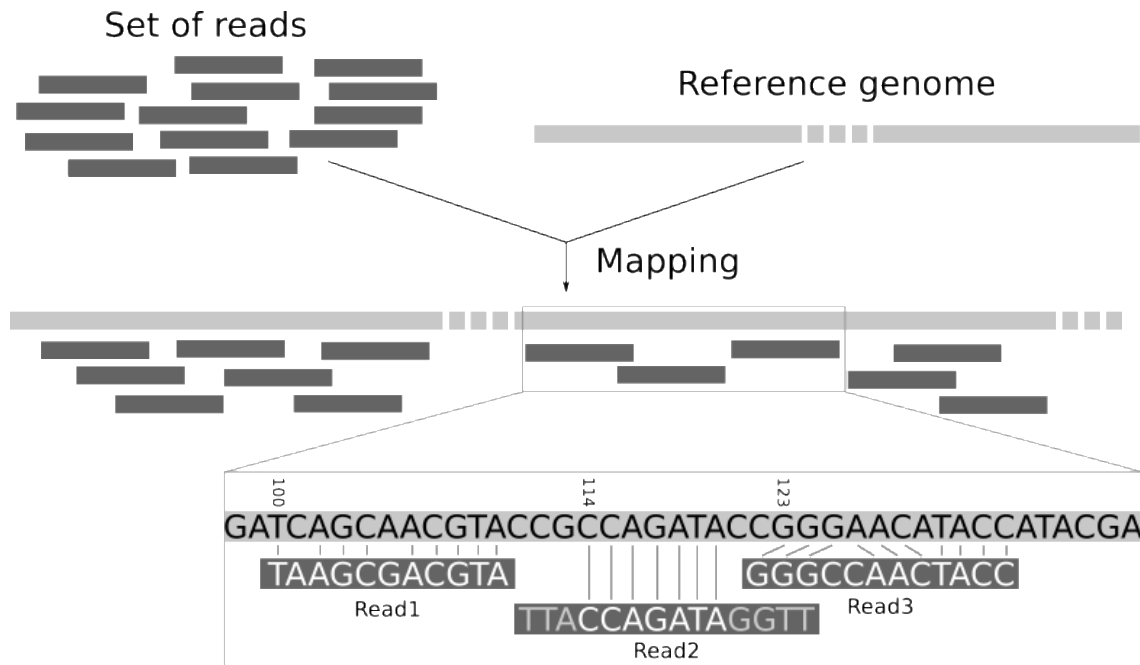 Set of reads
Reference genome
Mapping
100 114 123
GATCAGCAACGTACCGCCAGATACCGGGAACATACCATACGA
TAAGCGACGTA GGGCCAACTACC
Read1 Read3
TTACCAGATAGGTT
Read2